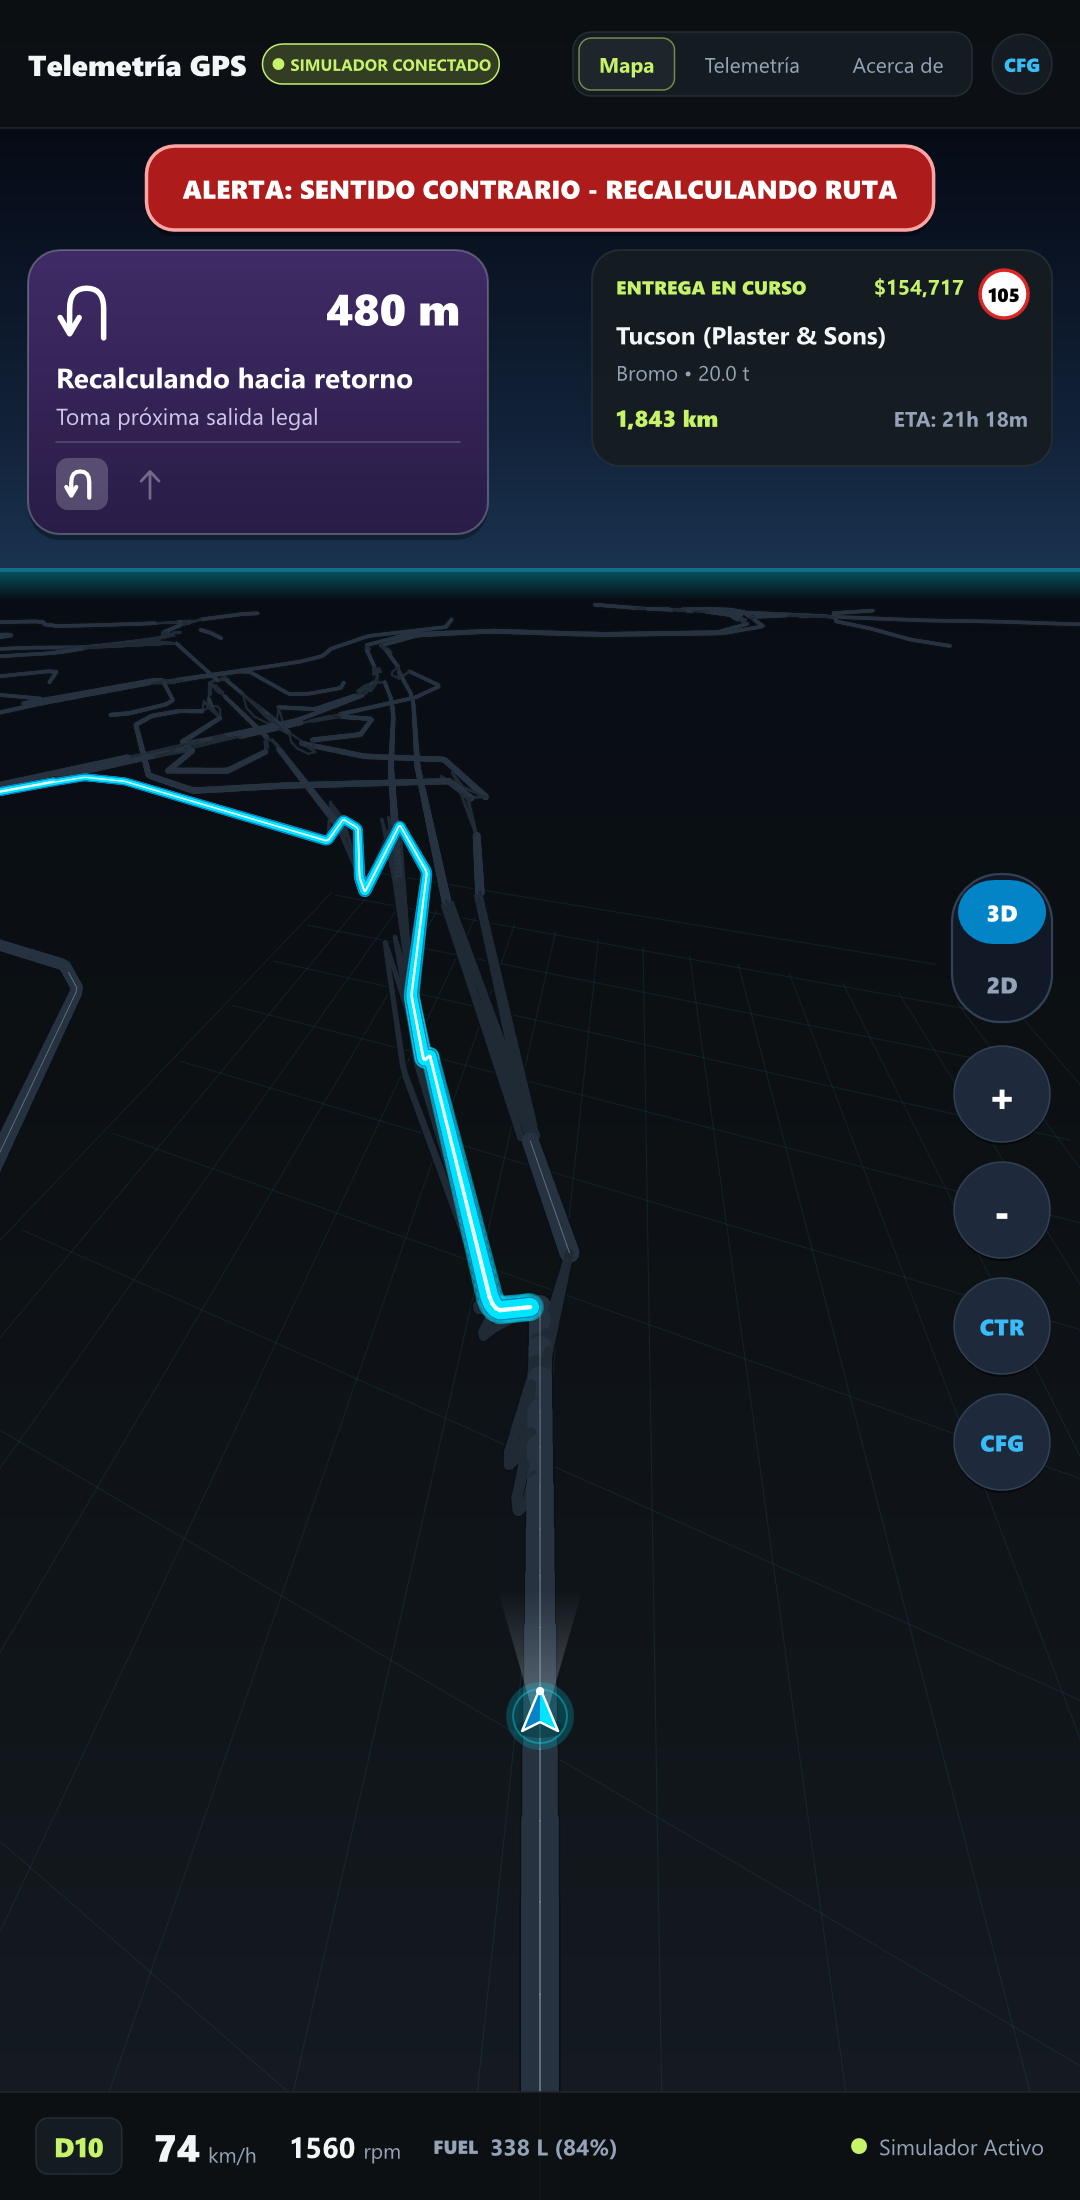 Telemetría GPS
SIMULADOR CONECTADO
Mapa
Telemetría
Acerca de
CFG
ALERTA: SENTIDO CONTRARIO - RECALCULANDO RUTA
480 m
Recalculando hacia retorno
Toma próxima salida legal
ENTREGA EN CURSO
$154,717
105
Tucson (Plaster & Sons)
Bromo • 20.0 t
1,843 km
ETA: 21h 18m
3D
2D
+
-
CTR
CFG
D10
74 km/h
1560 rpm
FUEL 338 L (84%)
Simulador Activo